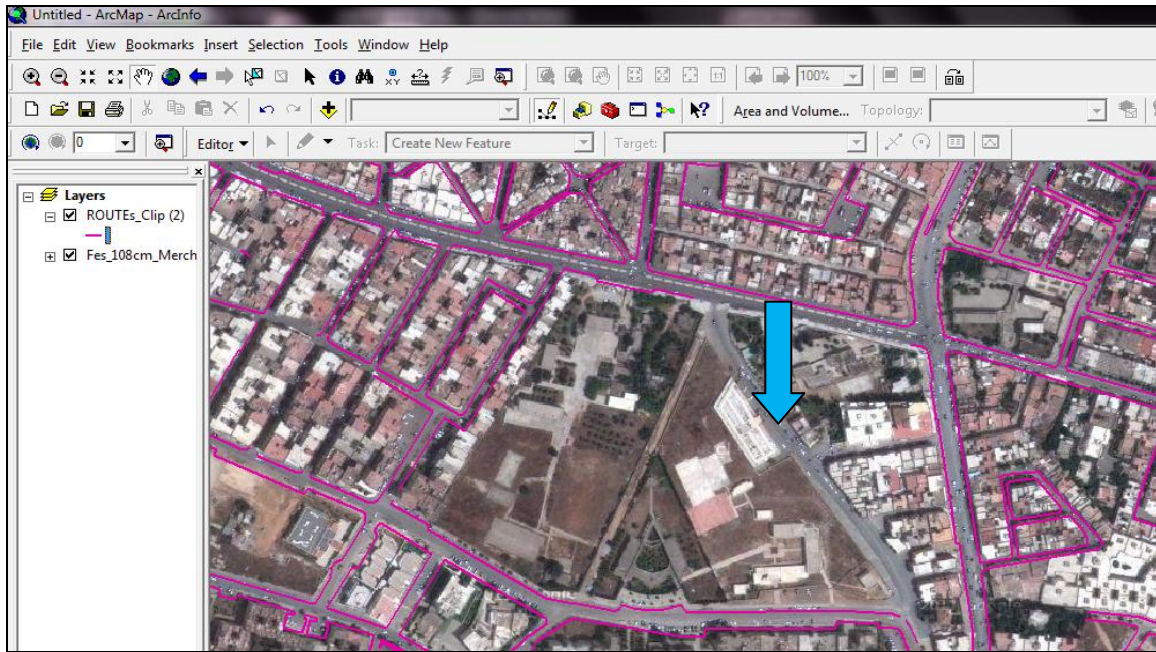 Untitled - ArcMap - ArcInfo
File Edit View Bookmarks Insert Selection Tools Window Help
100%
Area and Volume... Topology:
0 Editor Task: Create New Feature Target:
Layers
ROUTEs_Clip (2)
Fes_108cm_Merch